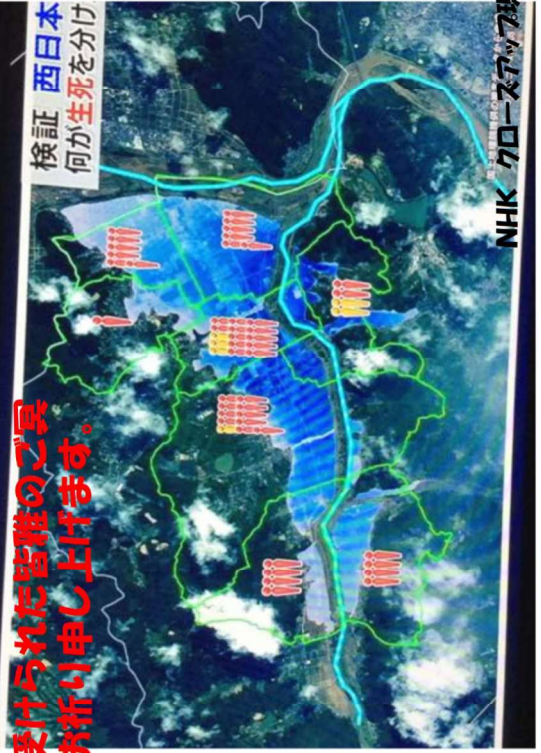 検証 西日本
何が生死を分け
NHK クローズアップ現
受けられた皆雅のご冥
お祈り申し上げます。